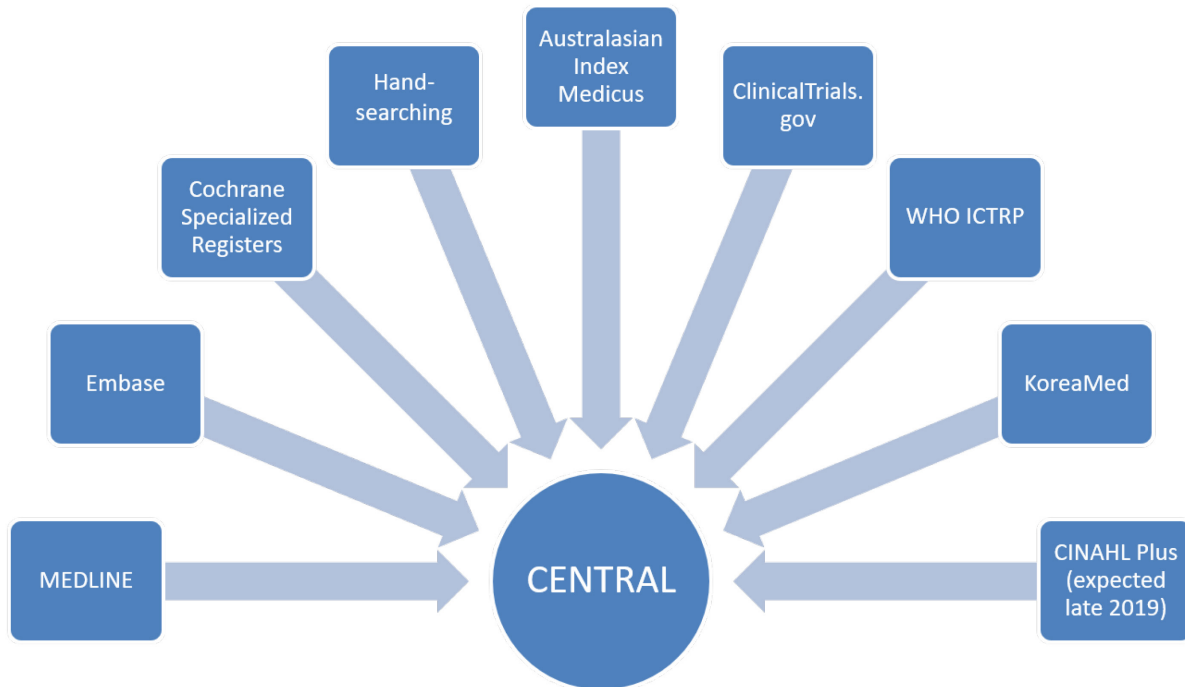 Australasian
Index
Medicus
Hand-
searching
ClinicalTrials.
gov
Cochrane
Specialized
Registers
WHO ICTRP
Embase
KoreaMed
MEDLINE
CENTRAL
CINAHL Plus
(expected
late 2019)